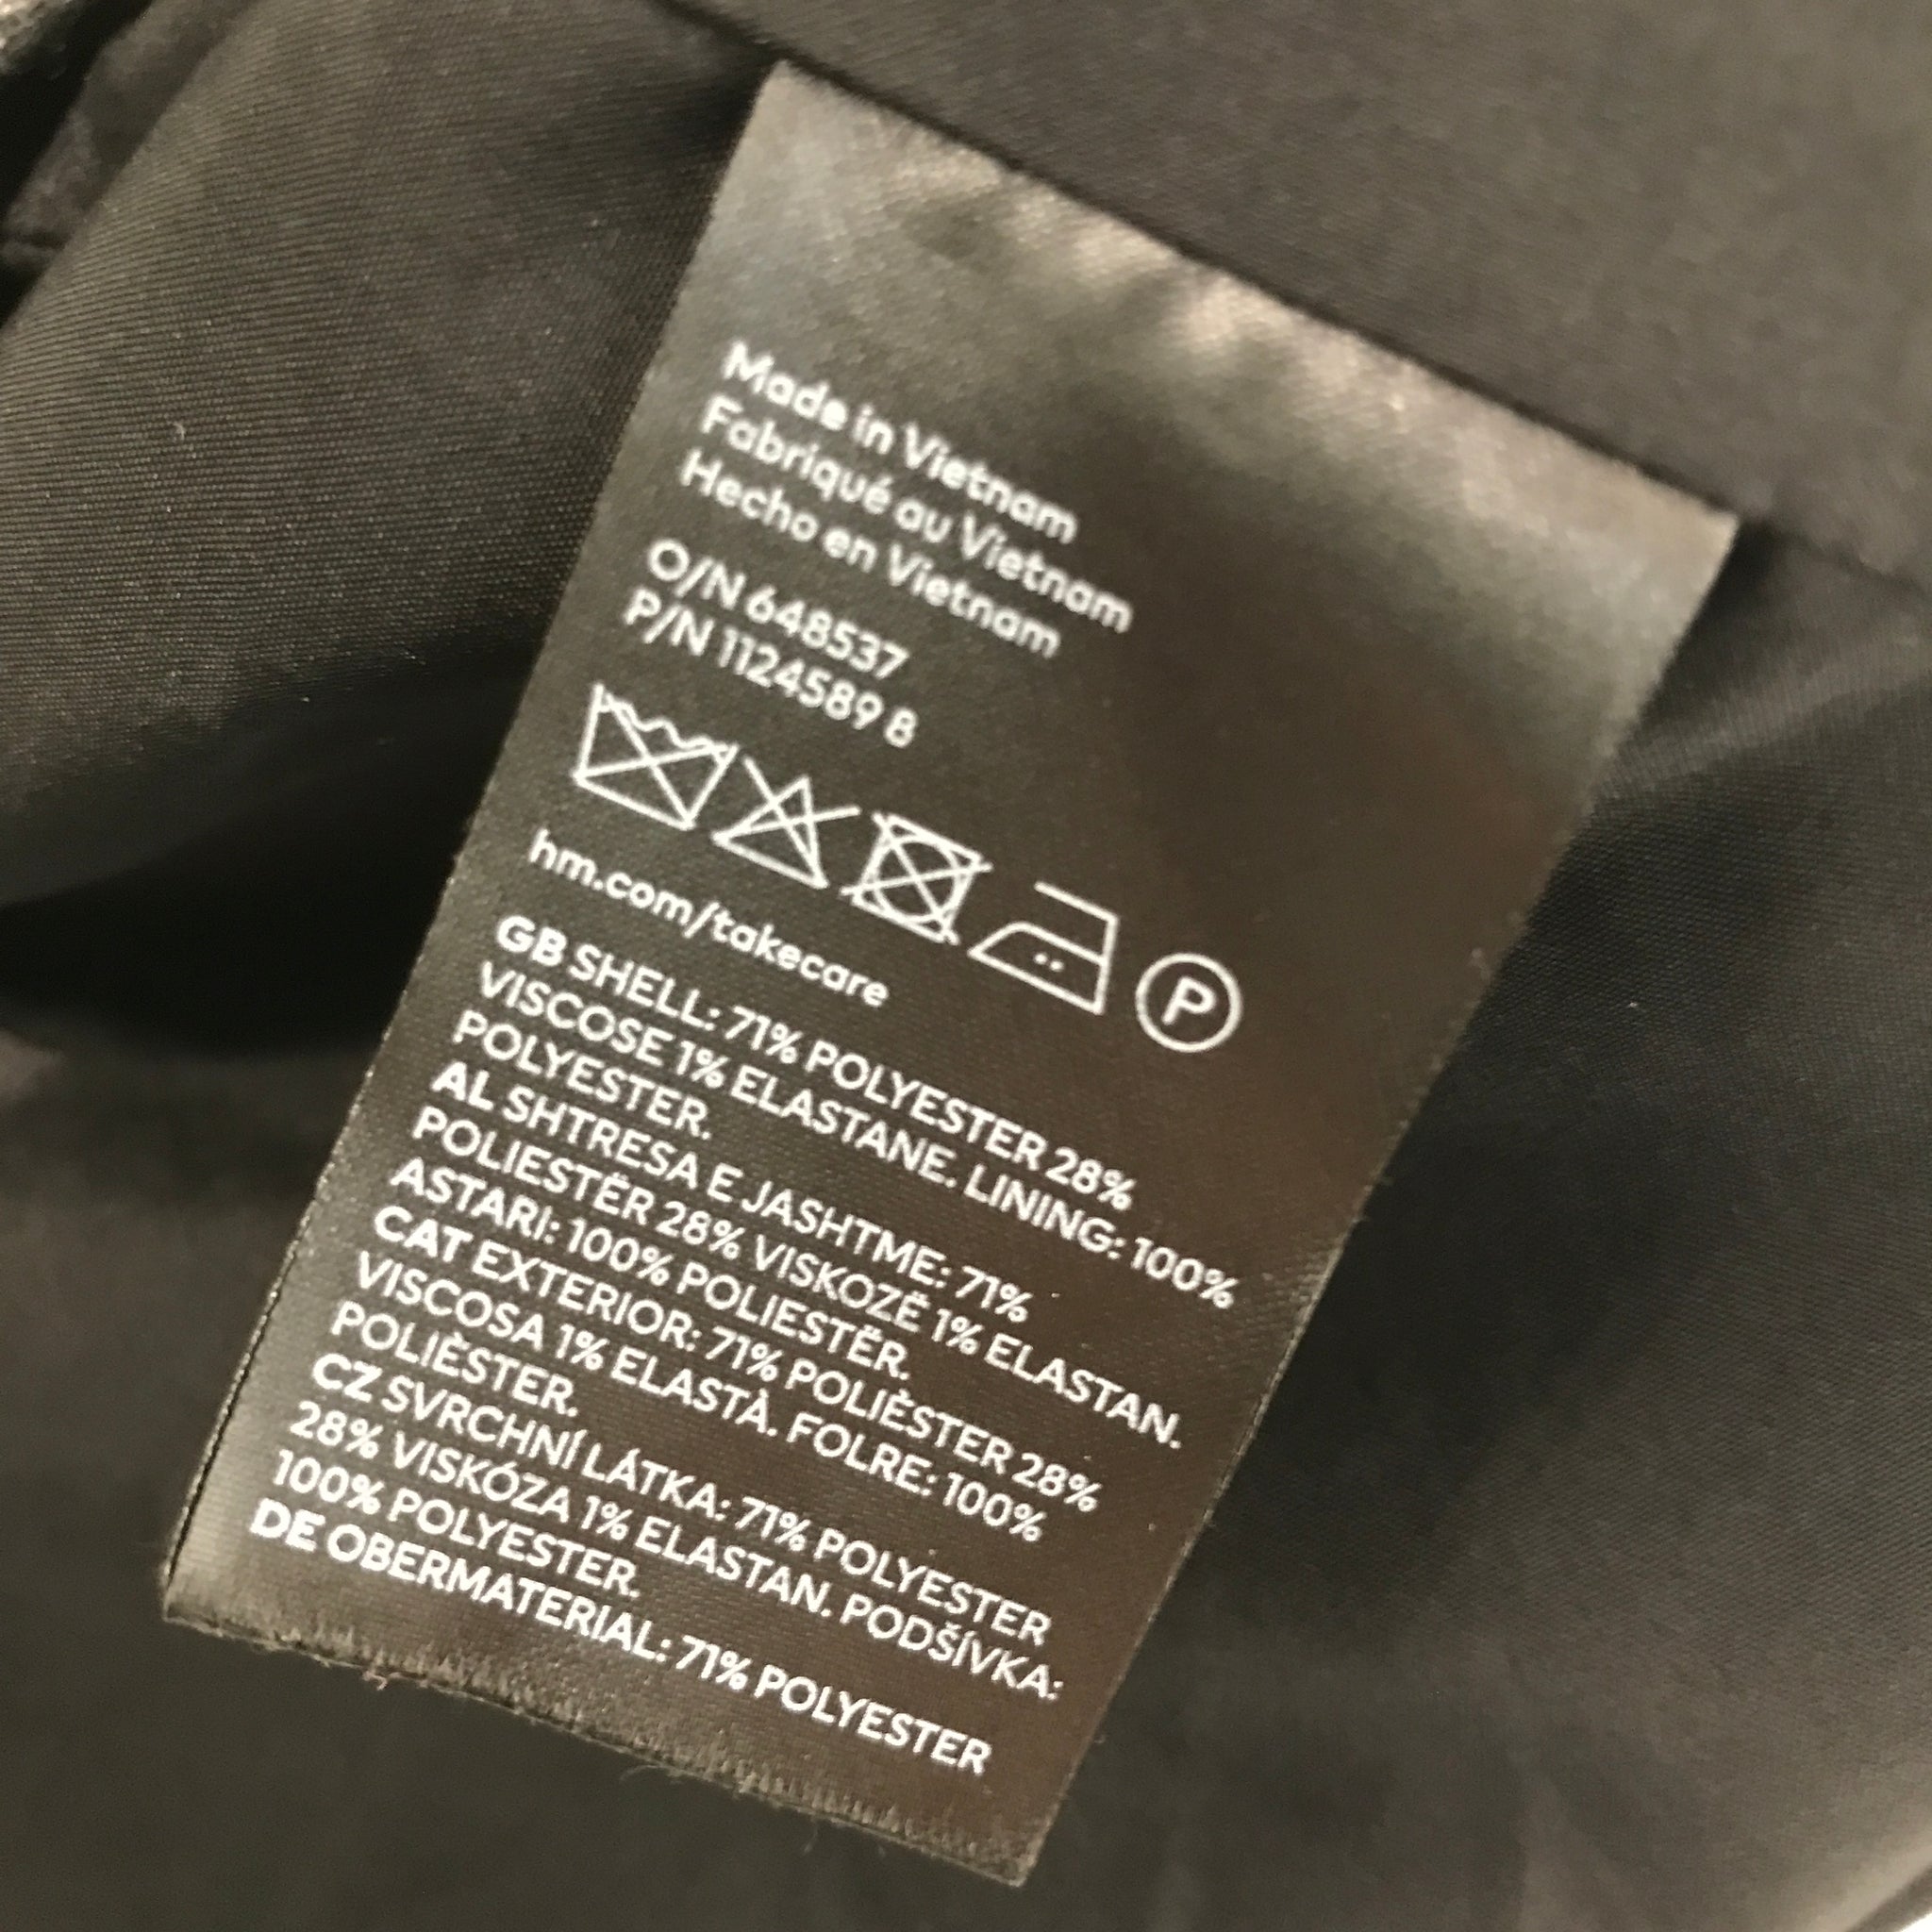 Made in Vietnam
Fabriqué au Vietnam
Hecho en Vietnam
O/N 648537
P/N 1124589 8
P
hm.com/takecare
GB SHELL: 71% POLYESTER 28%
VISCOSE 1% ELASTANE. LINING: 100%
POLYESTER.
AL SHTRESA E JASHTME: 71%
POLIESTËR 28% VISKOZË 1% ELASTAN.
ASTARI: 100% POLIESTËR.
CAT EXTERIOR: 71% POLIÈSTER 28%
VISCOSA 1% ELASTÀ. FOLRE: 100%
POLIÈSTER.
CZ SVRCHNÍ LÁTKA: 71% POLYESTER
28% VISKÓZA 1% ELASTAN. PODŠÍVKA:
100% POLYESTER.
DE OBERMATERIAL: 71% POLYESTER